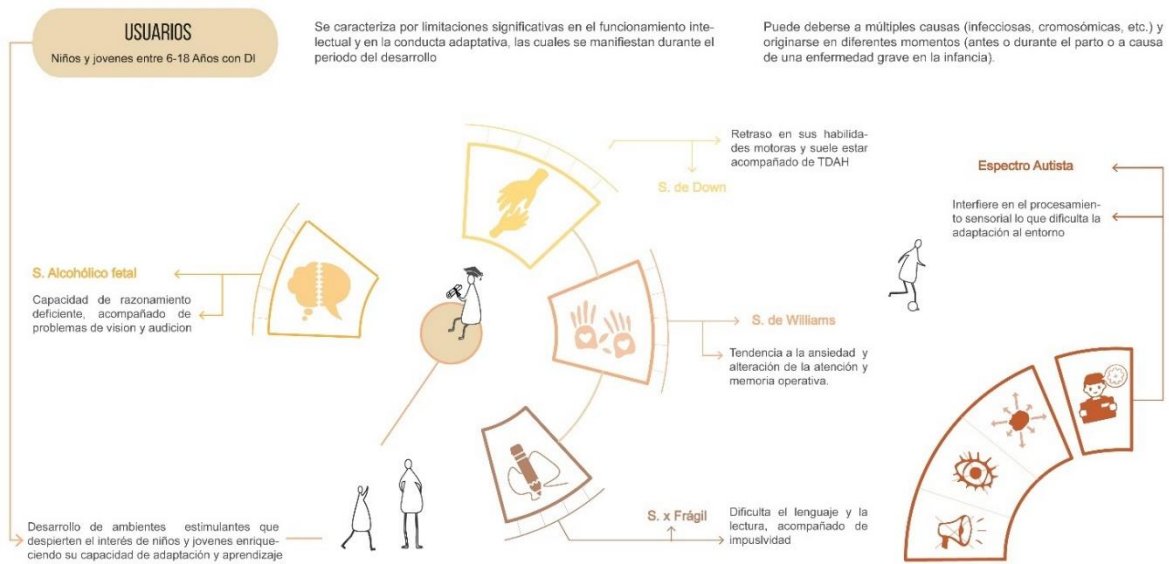 USUARIOS
Niños y jovenes entre 6-18 Años con DI
Se caracteriza por limitaciones significativas en el funcionamiento inte-
lectual y en la conducta adaptativa, las cuales se manifiestan durante el
periodo del desarrollo
Puede deberse a múltiples causas (infecciosas, cromosómicas, etc.) y
originarse en diferentes momentos (antes o durante el parto o a causa
de una enfermedad grave en la infancia).
Retraso en sus habilida-
des motoras y suele estar
acompañado de TDAH
S. de Down
Espectro Autista
Interfiere en el procesamien-
to sensorial lo que dificulta la
adaptación al entorno
S. Alcohólico fetal
Capacidad de razonamiento
deficiente, acompañado de
problemas de vision y audicion
S. de Williams
Tendencia a la ansiedad y
alteración de la atención y
memoria operativa.
S. x Frágil
Dificulta el lenguaje y la
lectura, acompañado de
impuslvidad
Desarrollo de ambientes estimulantes que
despierten el interés de niños y jovenes enrique-
ciendo su capacidad de adaptación y aprendizaje